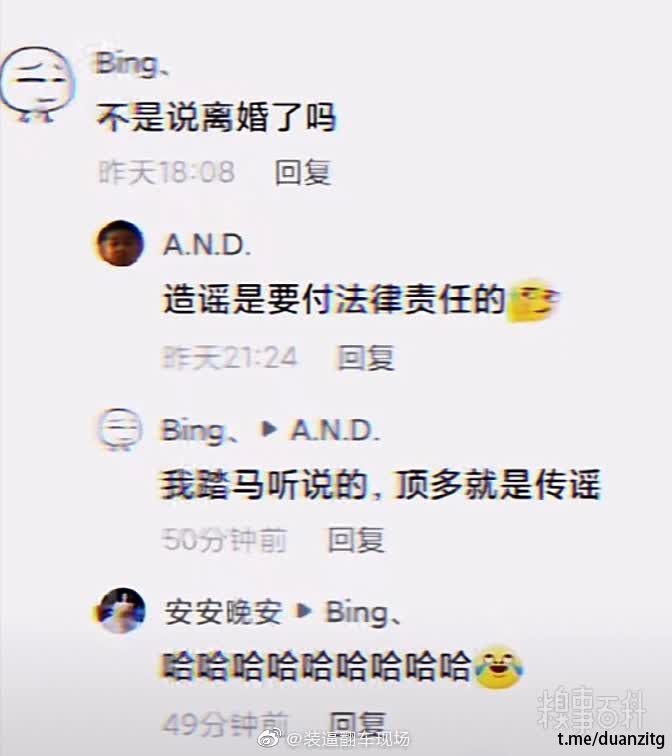 Bing、
不是说离婚了吗
昨天18:08 回复
A.N.D.
造谣是要付法律责任的
昨天21:24 回复
Bing、 ▶ A.N.D.
我踏马听说的，顶多就是传谣
50分钟前 回复
安安晚安 ▶ Bing、
哈哈哈哈哈哈哈哈哈
49分钟前 回复
@装逼翻车现场
糗事百科
t.me/duanzitg